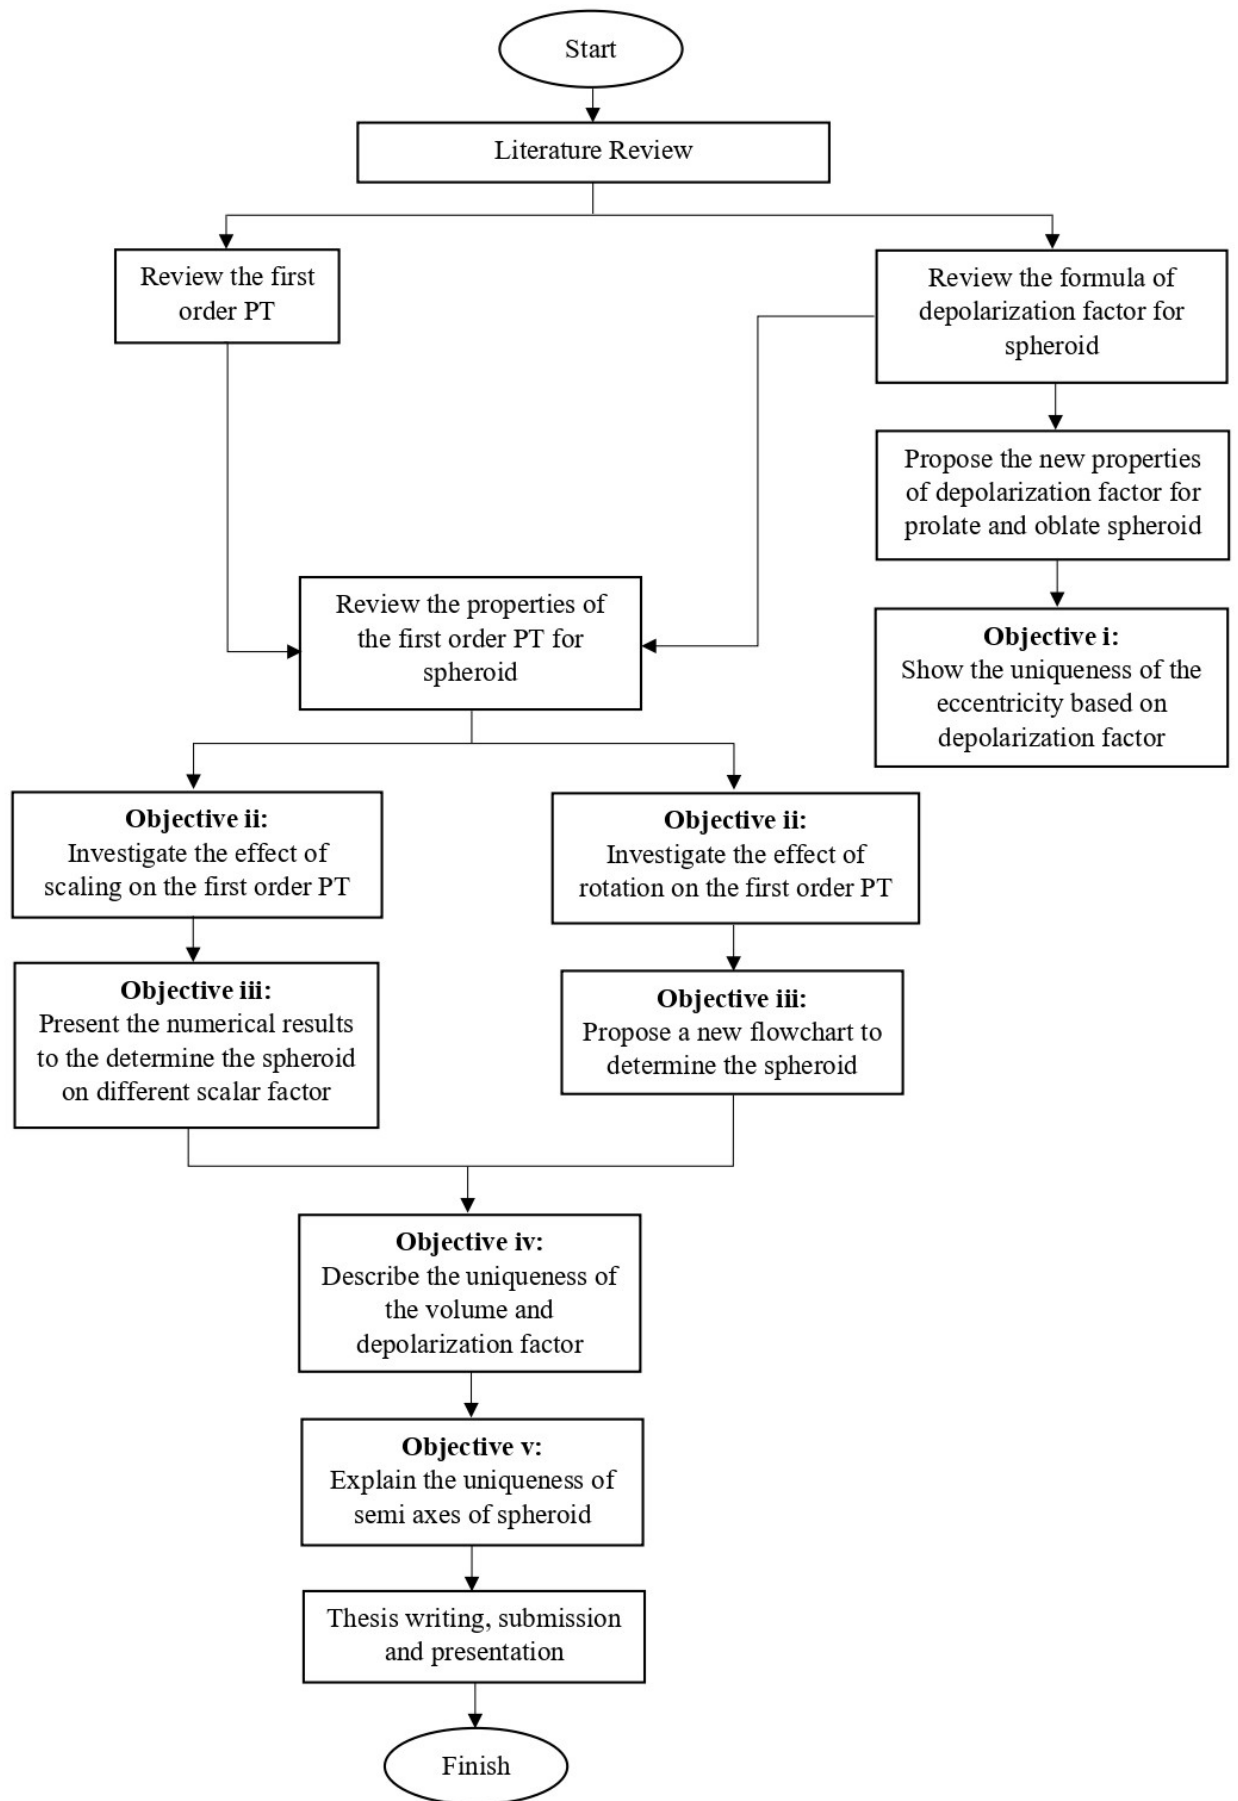 Start
Literature Review
Review the first
order PT
Review the formula of
depolarization factor for
spheroid
Propose the new properties
of depolarization factor for
prolate and oblate spheroid
Review the properties of
the first order PT for
spheroid
Objective i:
Show the uniqueness of the
eccentricity based on
depolarization factor
Objective ii:
Investigate the effect of
scaling on the first order PT
Objective ii:
Investigate the effect of
rotation on the first order PT
Objective iii:
Present the numerical results
to the determine the spheroid
on different scalar factor
Objective iii:
Propose a new flowchart to
determine the spheroid
Objective iv:
Describe the uniqueness of
the volume and
depolarization factor
Objective v:
Explain the uniqueness of
semi axes of spheroid
Thesis writing, submission
and presentation
Finish